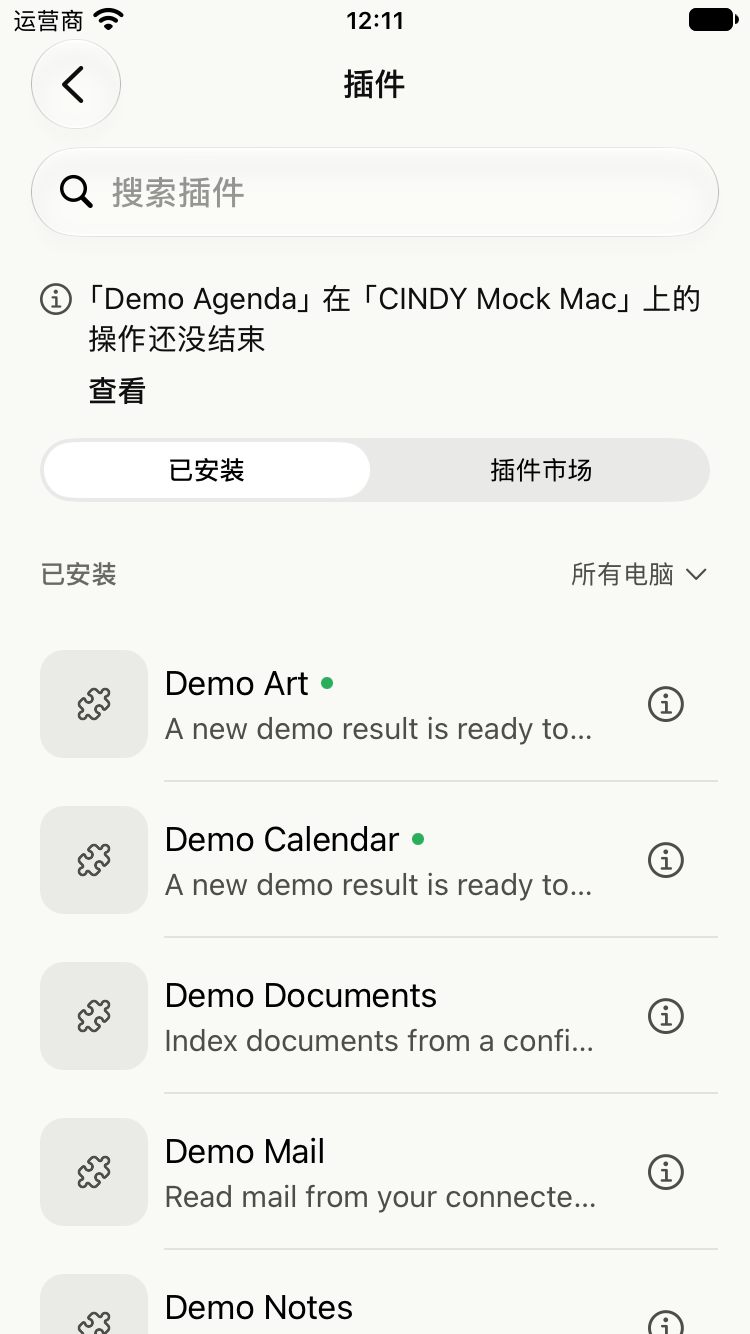 运营商
12:11
插件
搜索插件
「Demo Agenda」在「CINDY Mock Mac」上的
操作还没结束
查看
已安装
插件市场
已安装
所有电脑
Demo Art
A new demo result is ready to...
Demo Calendar
A new demo result is ready to...
Demo Documents
Index documents from a confi...
Demo Mail
Read mail from your connecte...
Demo Notes